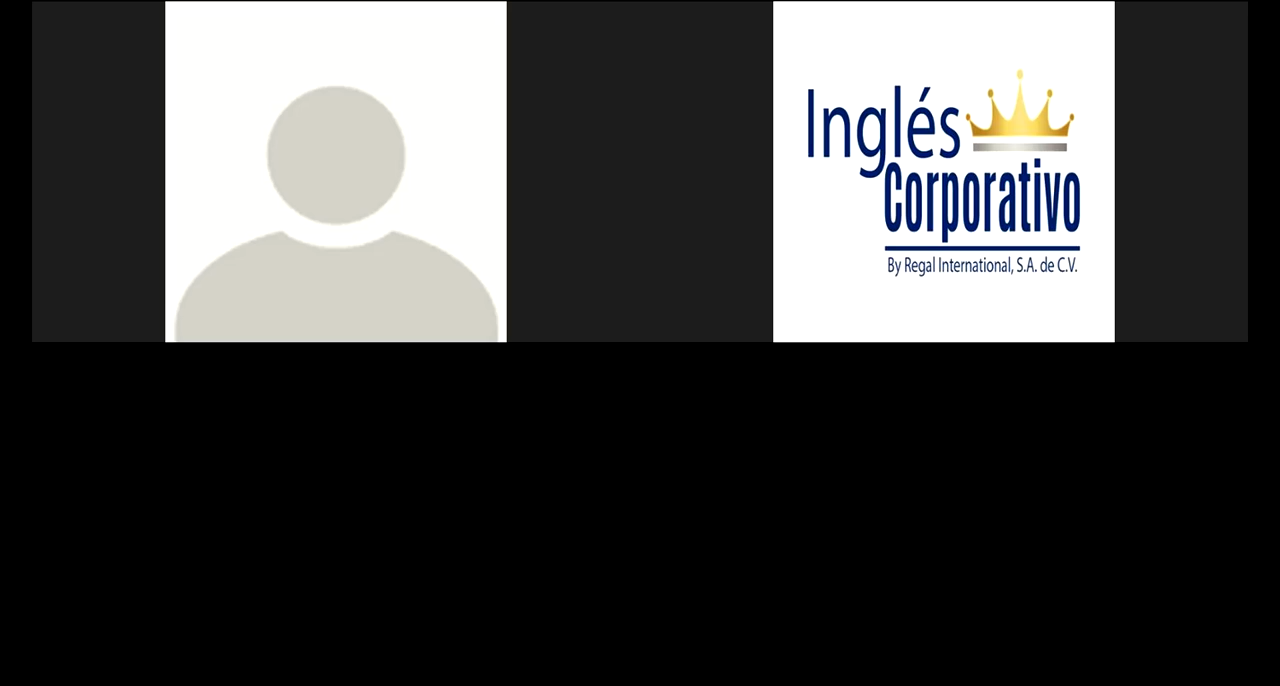 Inglés
Corporativo
By Regal International, S.A. de C.V.